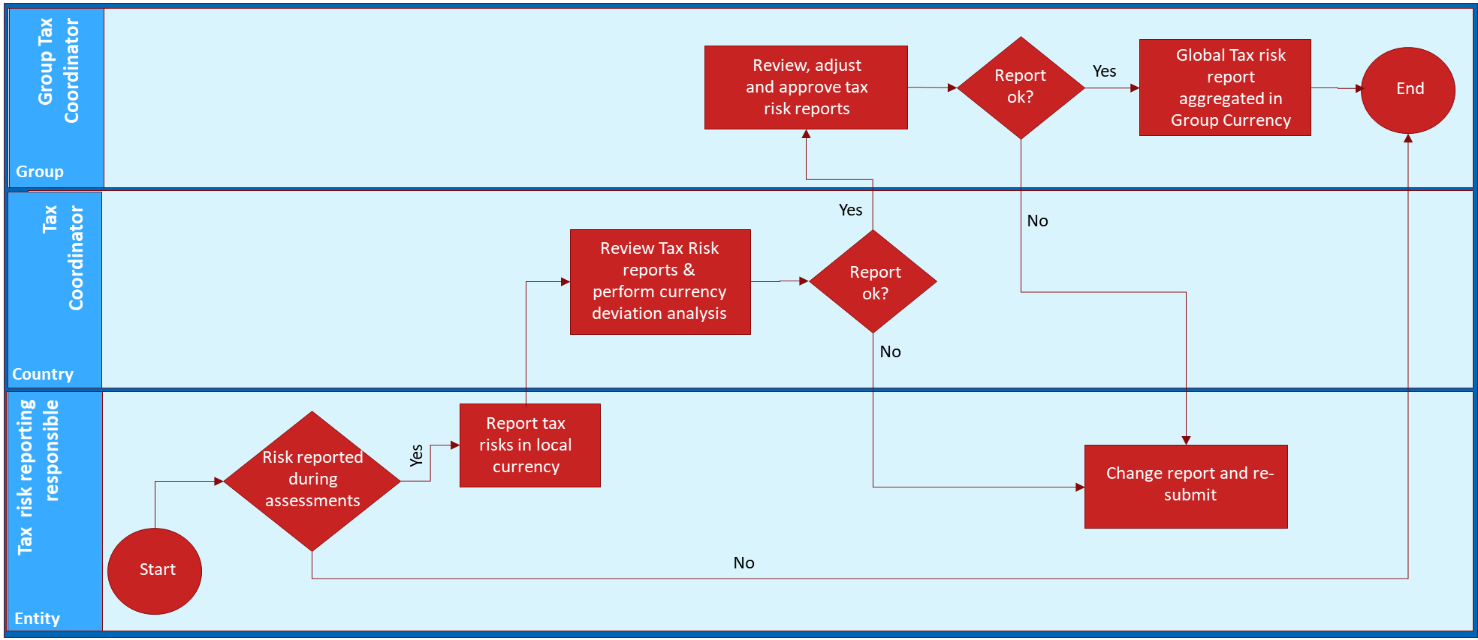 Group Tax
Coordinator
Group
Review, adjust
and approve tax
risk reports
Report
ok?
Yes
Global Tax risk
report
aggregated in
Group Currency
End
Tax
Coordinator
Country
Review Tax Risk
reports &
perform currency
deviation analysis
Yes
Report
ok?
No
No
Tax risk reporting
responsible
Entity
Start
Risk reported
during
assessments
Yes
Report tax
risks in local
currency
No
Change report and re-
submit